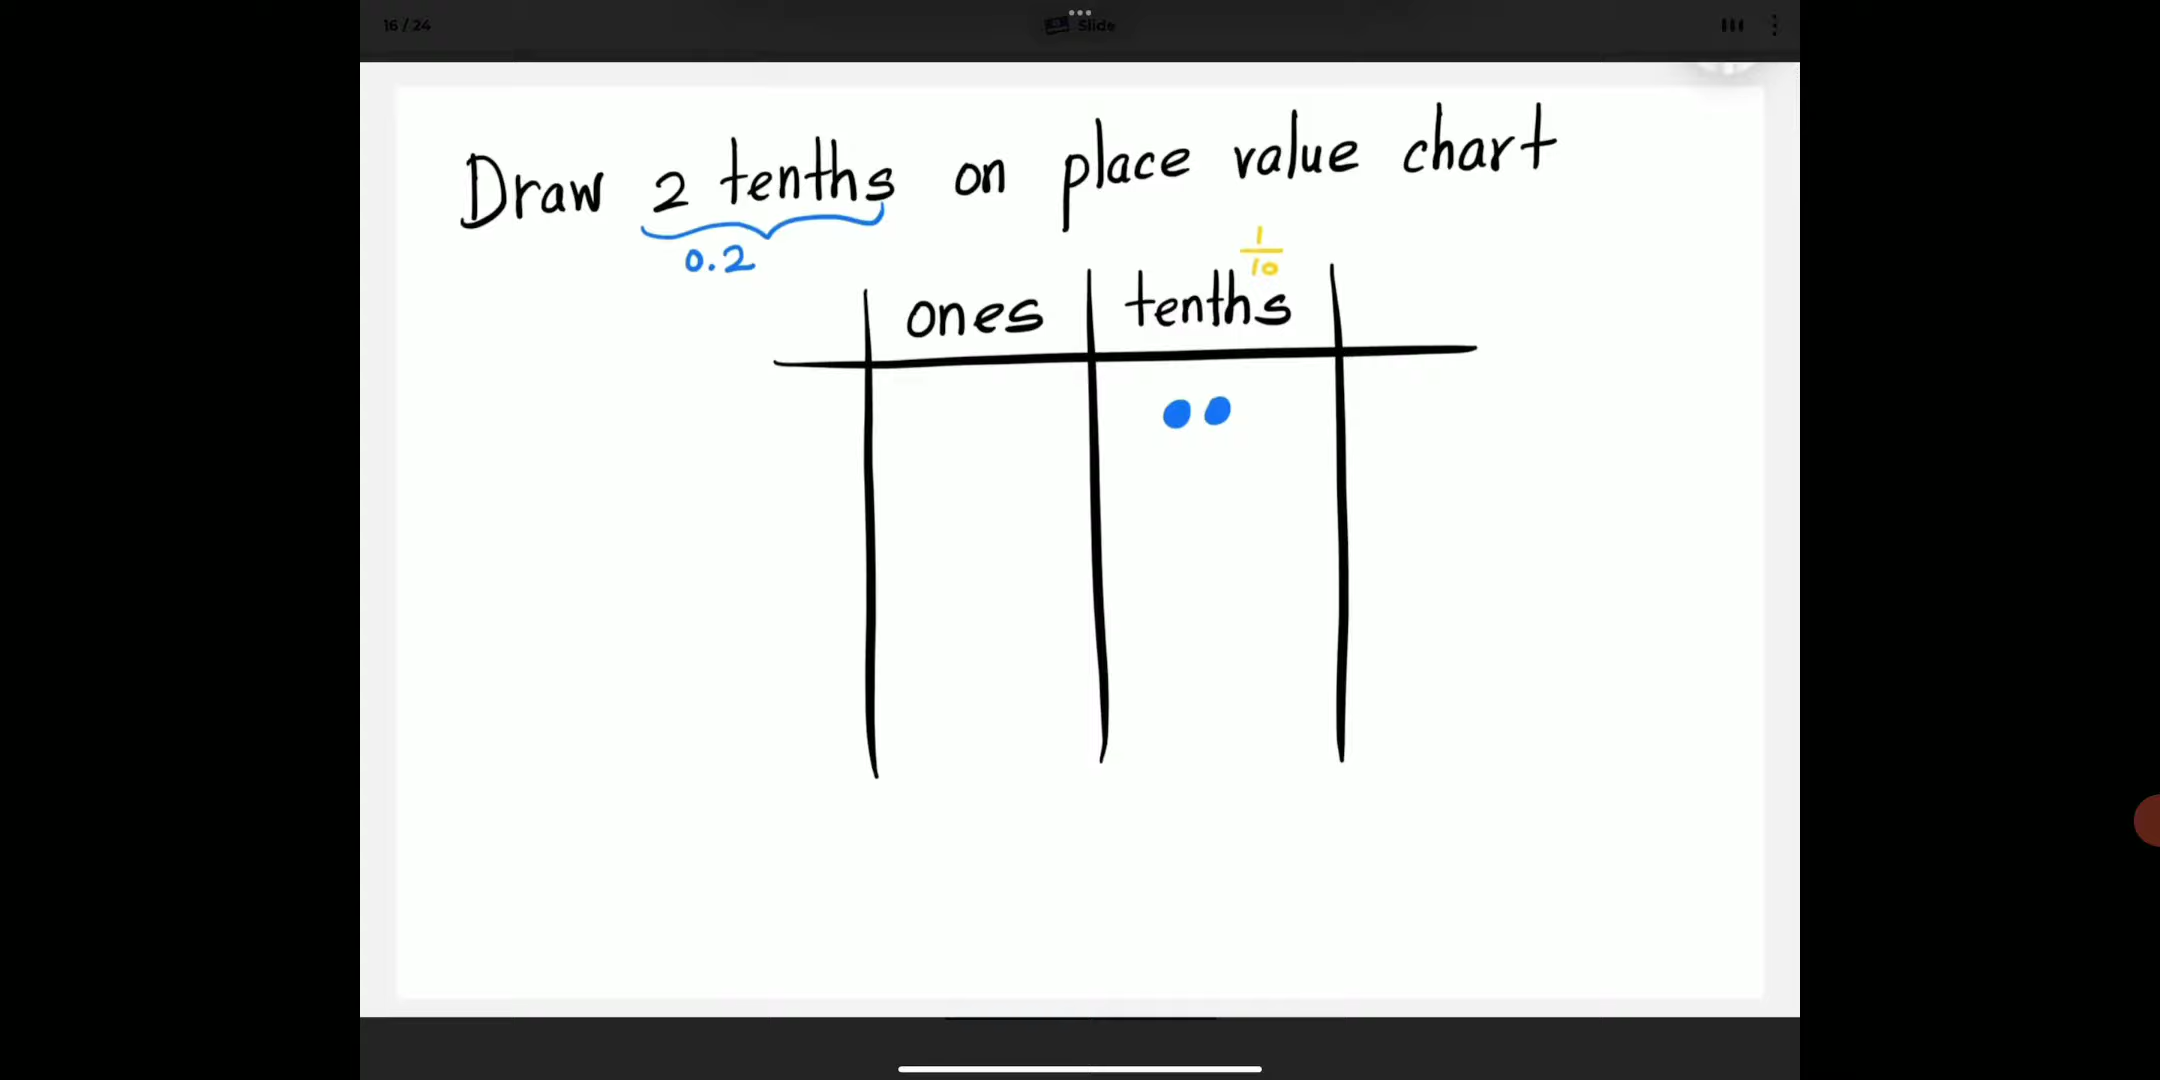 16 / 24
Slide
Draw 2 tenths on place value chart
0.2
1
10
ones tenths